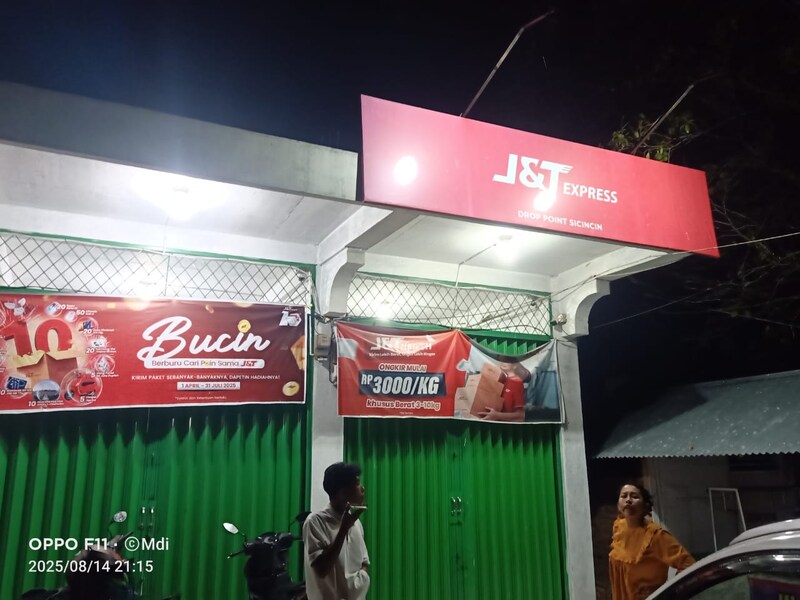 J&T EXPRESS
DROP POINT SICINCIN
10
Bucin
Berburu Cari Poin Sama J&T
KIRIM PAKET SEBANYAK-BANYAKNYA, DAPETIN HADIAHNYA!
1 APRIL - 31 JULI 2025
ONGKIR MULAI
RP 3000/KG
khusus Berat 3-10kg
OPPO F11 · ©Mdi
2025/08/14 21:15